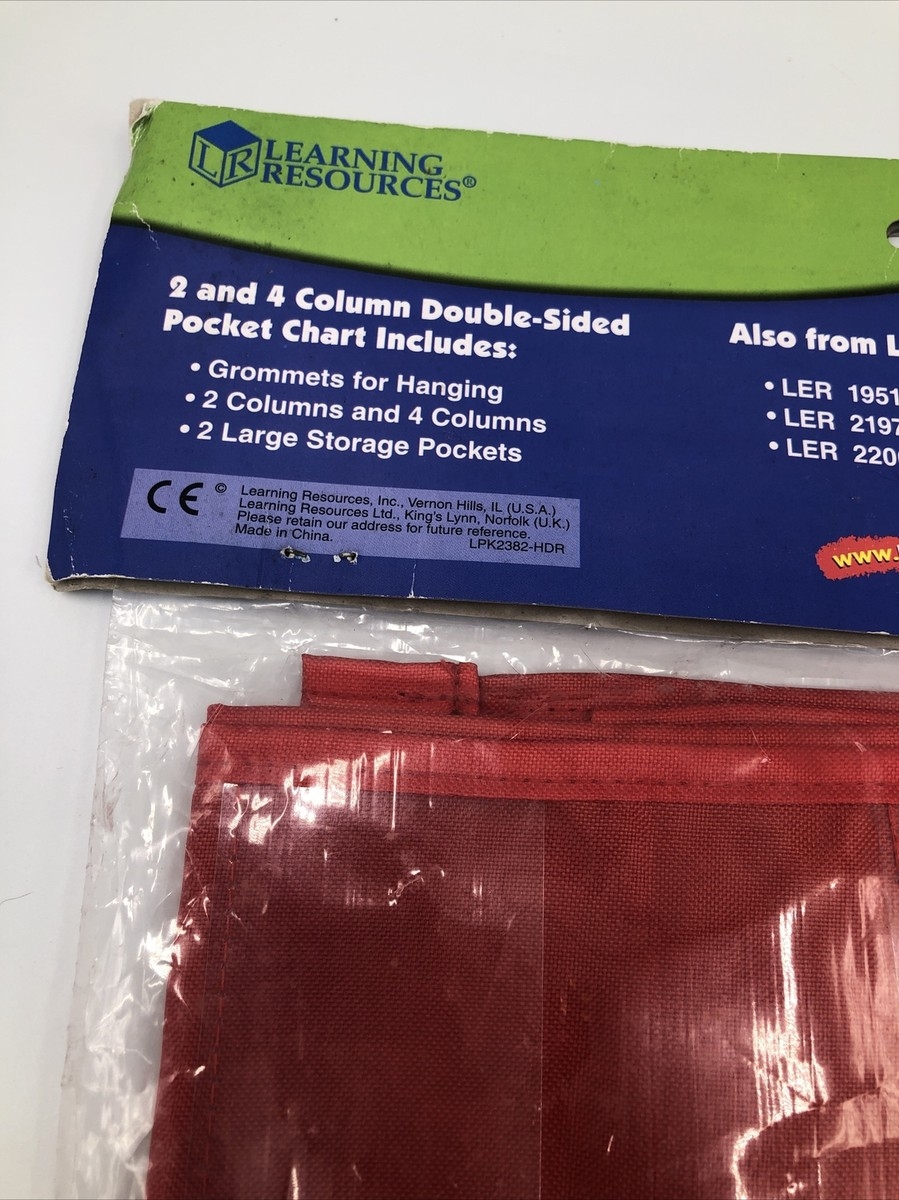 LR LEARNING
RESOURCES®
2 and 4 Column Double-Sided
Pocket Chart Includes:
• Grommets for Hanging
• 2 Columns and 4 Columns
• 2 Large Storage Pockets
CE © Learning Resources, Inc., Vernon Hills, IL (U.S.A.)
Learning Resources Ltd., King's Lynn, Norfolk (U.K.)
Please retain our address for future reference.
Made in China. LPK2382-HDR
Also from L
• LER 1951
• LER 2197
• LER 220
www.